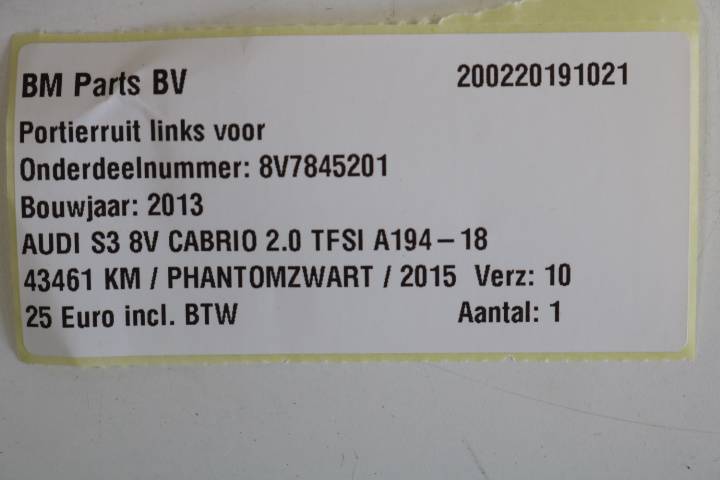 BM Parts BV 200220191021
Portierruit links voor
Onderdeelnummer: 8V7845201
Bouwjaar: 2013
AUDI S3 8V CABRIO 2.0 TFSI A194-18
43461 KM / PHANTOMZWART / 2015 Verz: 10
25 Euro incl. BTW Aantal: 1